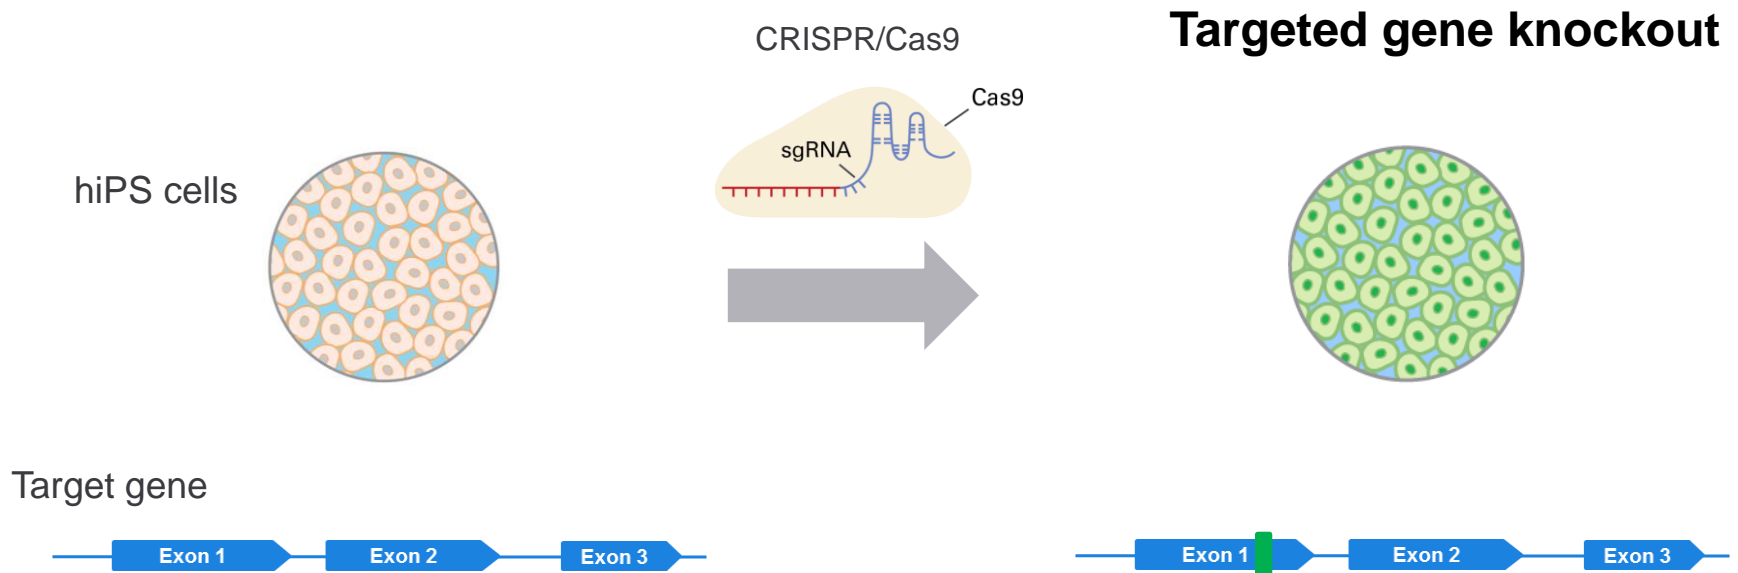 CRISPR/Cas9
Targeted gene knockout
Cas9
sgRNA
hiPS cells
Target gene
Exon 1
Exon 2
Exon 3
Exon 1
Exon 2
Exon 3